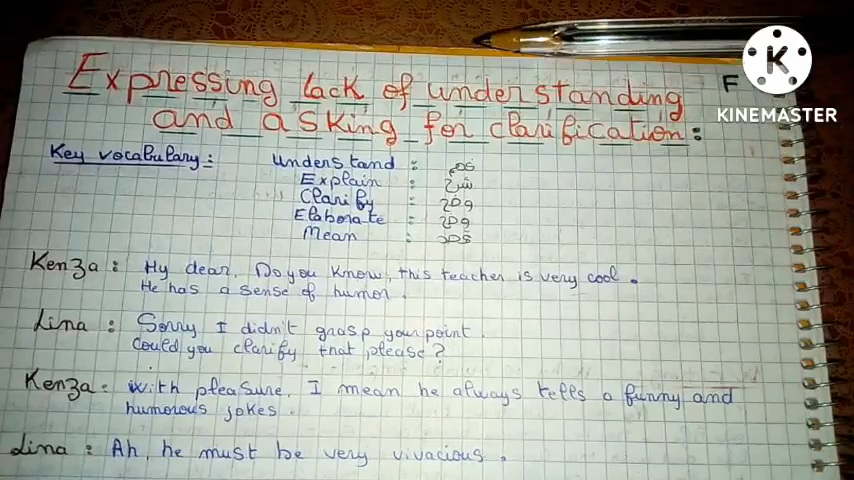 Expressing lack of understanding
and asking for clarification:
Key vocabulary: Understand : فهم
Explain : شرح
Clarify : وضح
Elaborate : وضح
Mean : قصد
Kenza: Hy dear, Do you know, this teacher is very cool.
He has a sense of humor.
Lina: Sorry I didn't grasp your point.
Could you clarify that please?
Kenza: with pleasure, I mean he always tells a funny and
humorous jokes.
Lina: Ah, he must be very vivacious.
F
K
KINEMASTER